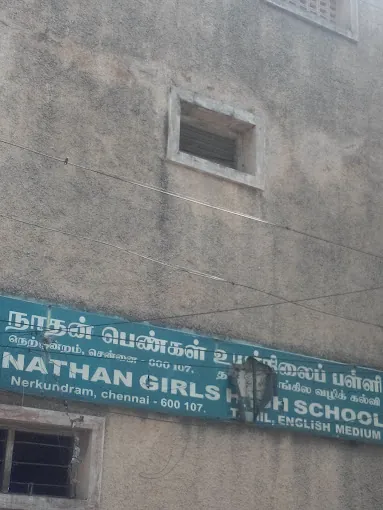 நாதன் பெண்கள் உயர்நிலைப் பள்ளி
நெற்குன்றம், சென்னை - 600 107. வழிக் கல்வி
NATHAN GIRLS HIGH SCHOOL
Nerkundram, chennai - 600 107. TAMIL, ENGLISH MEDIUM